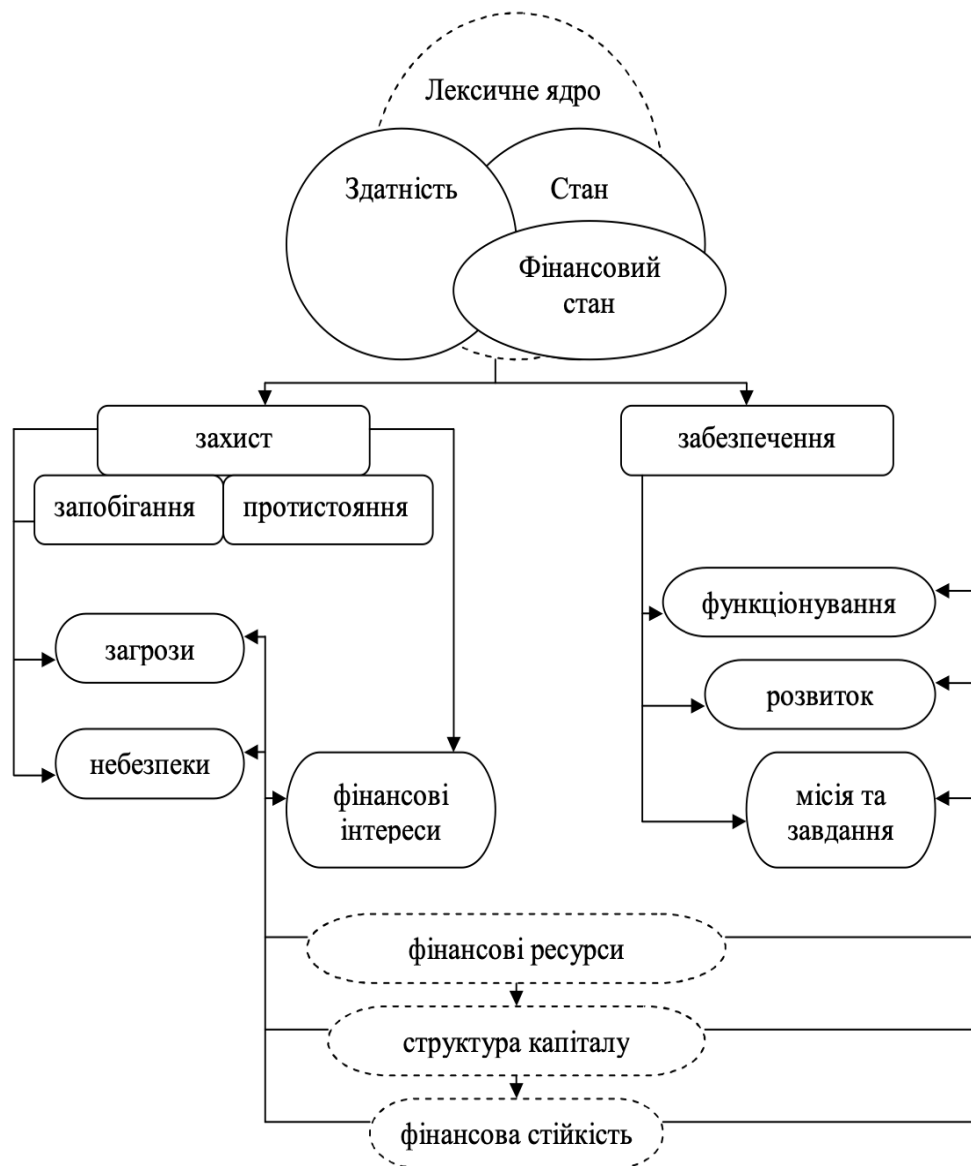 Лексичне ядро
Здатність
Стан
Фінансовий
стан
захист
забезпечення
запобігання
протистояння
функціонування
загрози
розвиток
небезпеки
фінансові
інтереси
місія та
завдання
фінансові ресурси
структура капіталу
фінансова стійкість